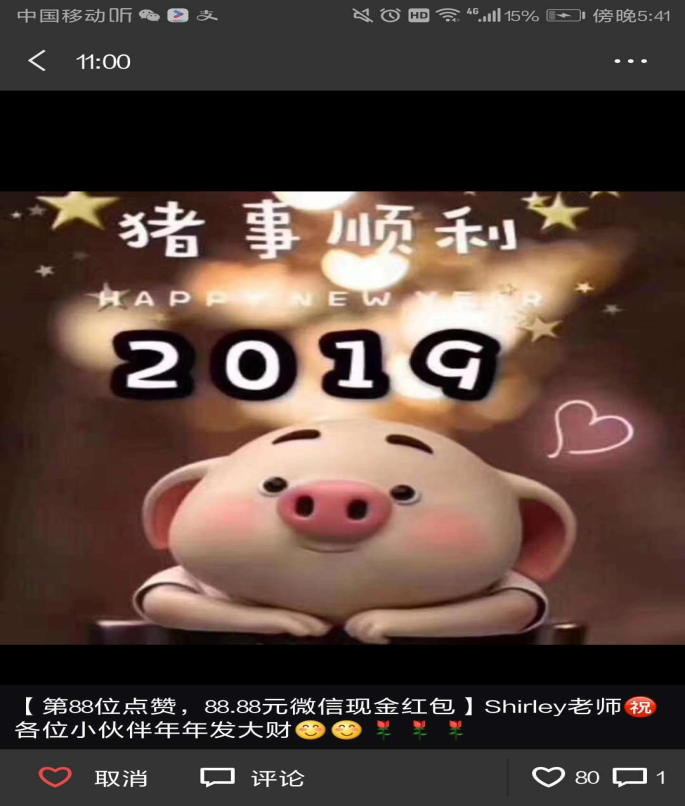 中国移动 听 傍晚5:41
HD 4G 15%
11:00
猪事顺利
HAPPY NEW YEAR
2019
【第88位点赞，88.88元微信现金红包】Shirley老师㊗️
各位小伙伴年年发大财😊😊🌹🌹🌹
取消 评论 80 1